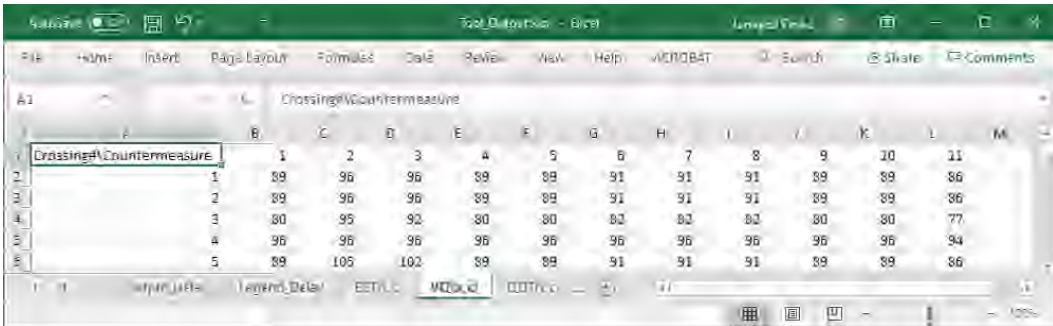 AutoSave Tool_Output.xlsx - Excel
File Home Insert Page Layout Formulas Data Review View Help ACROBAT Search Share Comments
A1 Crossing#\Countermeasure
A B C D E F G H I J K L M
1 Crossing#\Countermeasure 1 2 3 4 5 6 7 8 9 10 11
2 1 89 96 96 89 89 91 91 91 89 89 86
3 2 89 96 96 89 89 91 91 91 89 89 86
4 3 80 95 92 80 80 82 82 82 80 80 77
5 4 96 96 96 96 96 96 96 96 96 96 94
6 5 89 105 102 89 89 91 91 91 89 89 86
Legend_Delay